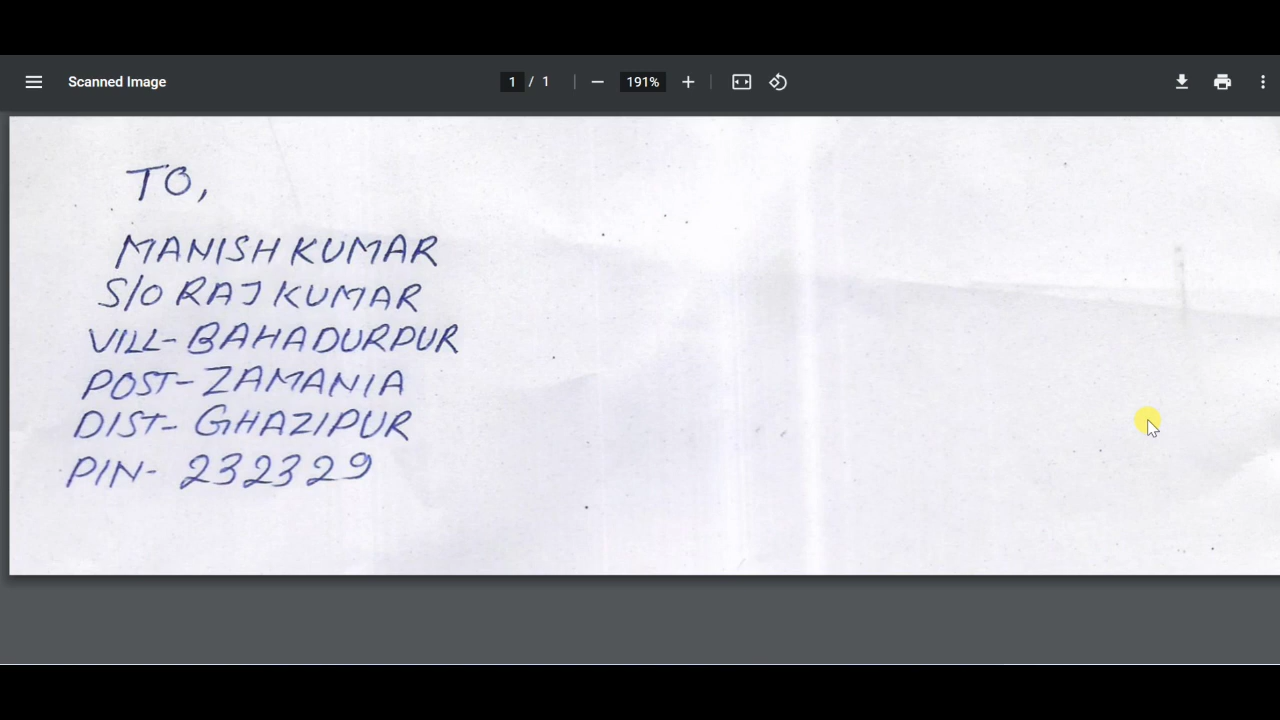 Scanned Image
1 / 1
191%
TO,
MANISH KUMAR
S/O RAJ KUMAR
VILL- BAHADURPUR
POST- ZAMANIA
DIST- GHAZIPUR
PIN- 232329